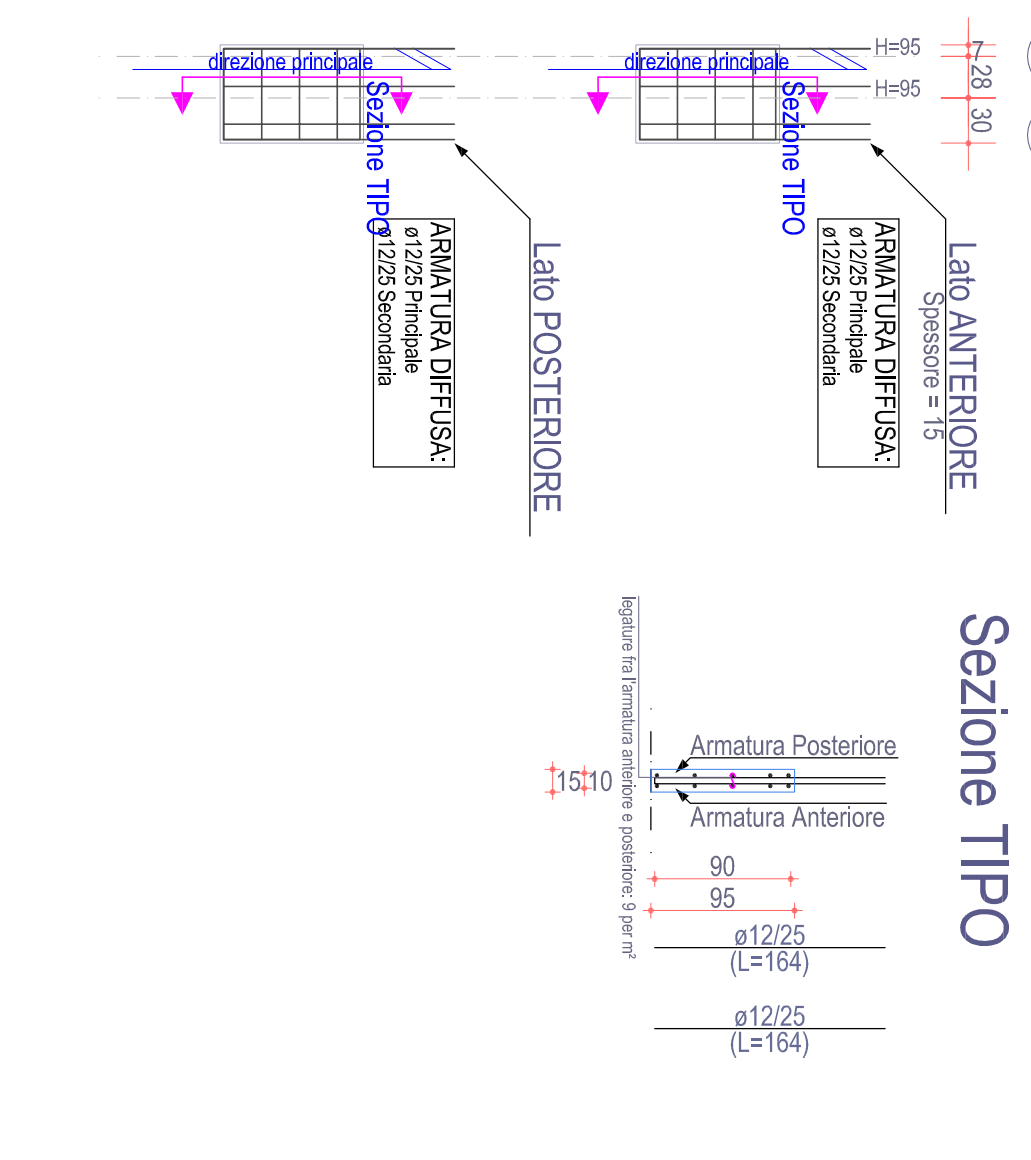 direzione principale
Sezione TIPO
direzione principale
Sezione TIPO
H=95
H=95
7
28
30
ARMATURA DIFFUSA:
ø12/25 Principale
ø12/25 Secondaria
Lato POSTERIORE
ARMATURA DIFFUSA:
ø12/25 Principale
ø12/25 Secondaria
Lato ANTERIORE
Spessore = 15
Sezione TIPO
legature fra l'armatura anteriore e posteriore: 9 per m²
Armatura Posteriore
15 10
Armatura Anteriore
90
95
ø12/25
(L=164)
ø12/25
(L=164)